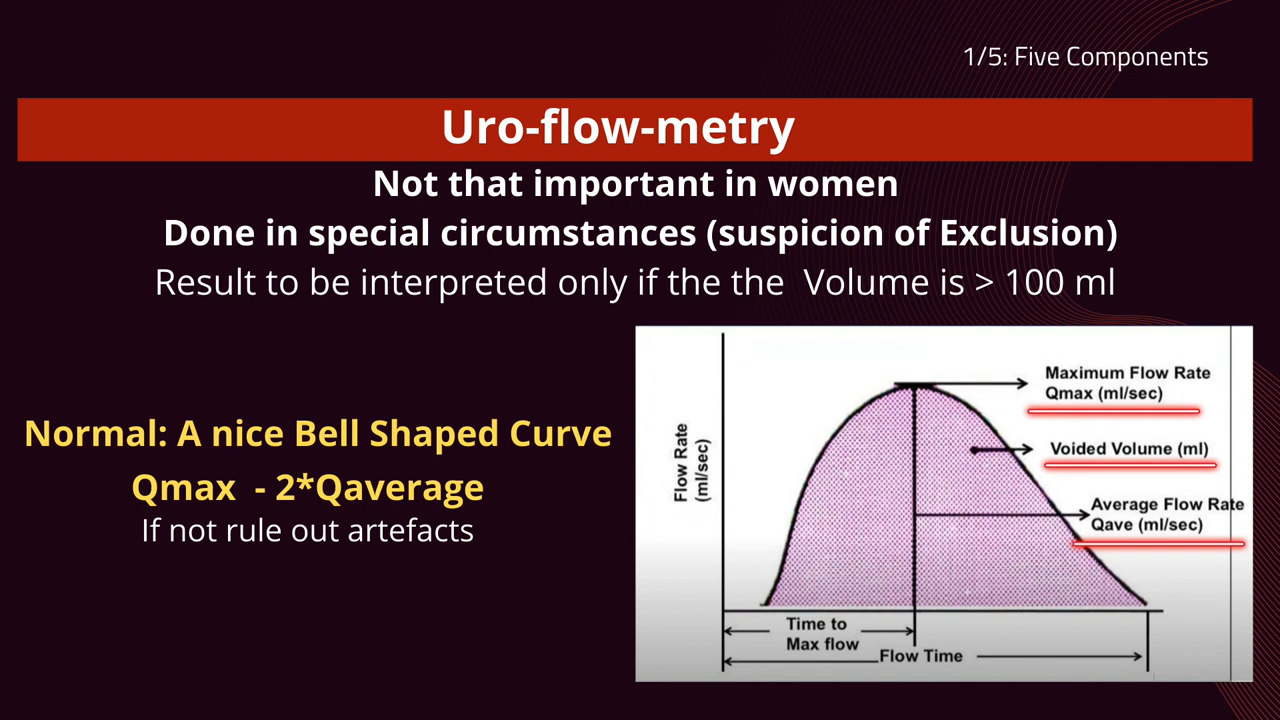 1/5: Five Components
Uro-flow-metry
Not that important in women
Done in special circumstances (suspicion of Exclusion)
Result to be interpreted only if the the Volume is > 100 ml
Normal: A nice Bell Shaped Curve
Qmax - 2*Qaverage
If not rule out artefacts
Flow Rate
(ml/sec)
Maximum Flow Rate
Qmax (ml/sec)
Voided Volume (ml)
Average Flow Rate
Qave (ml/sec)
Time to
Max flow
Flow Time